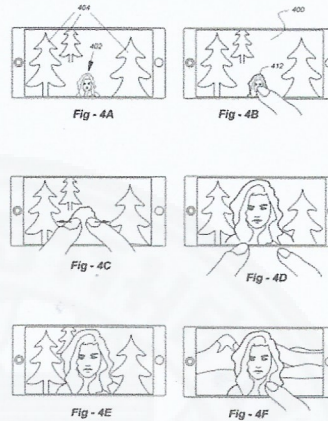 404
402
400
412
Fig - 4A
Fig - 4B
Fig - 4C
Fig - 4D
Fig - 4E
Fig - 4F